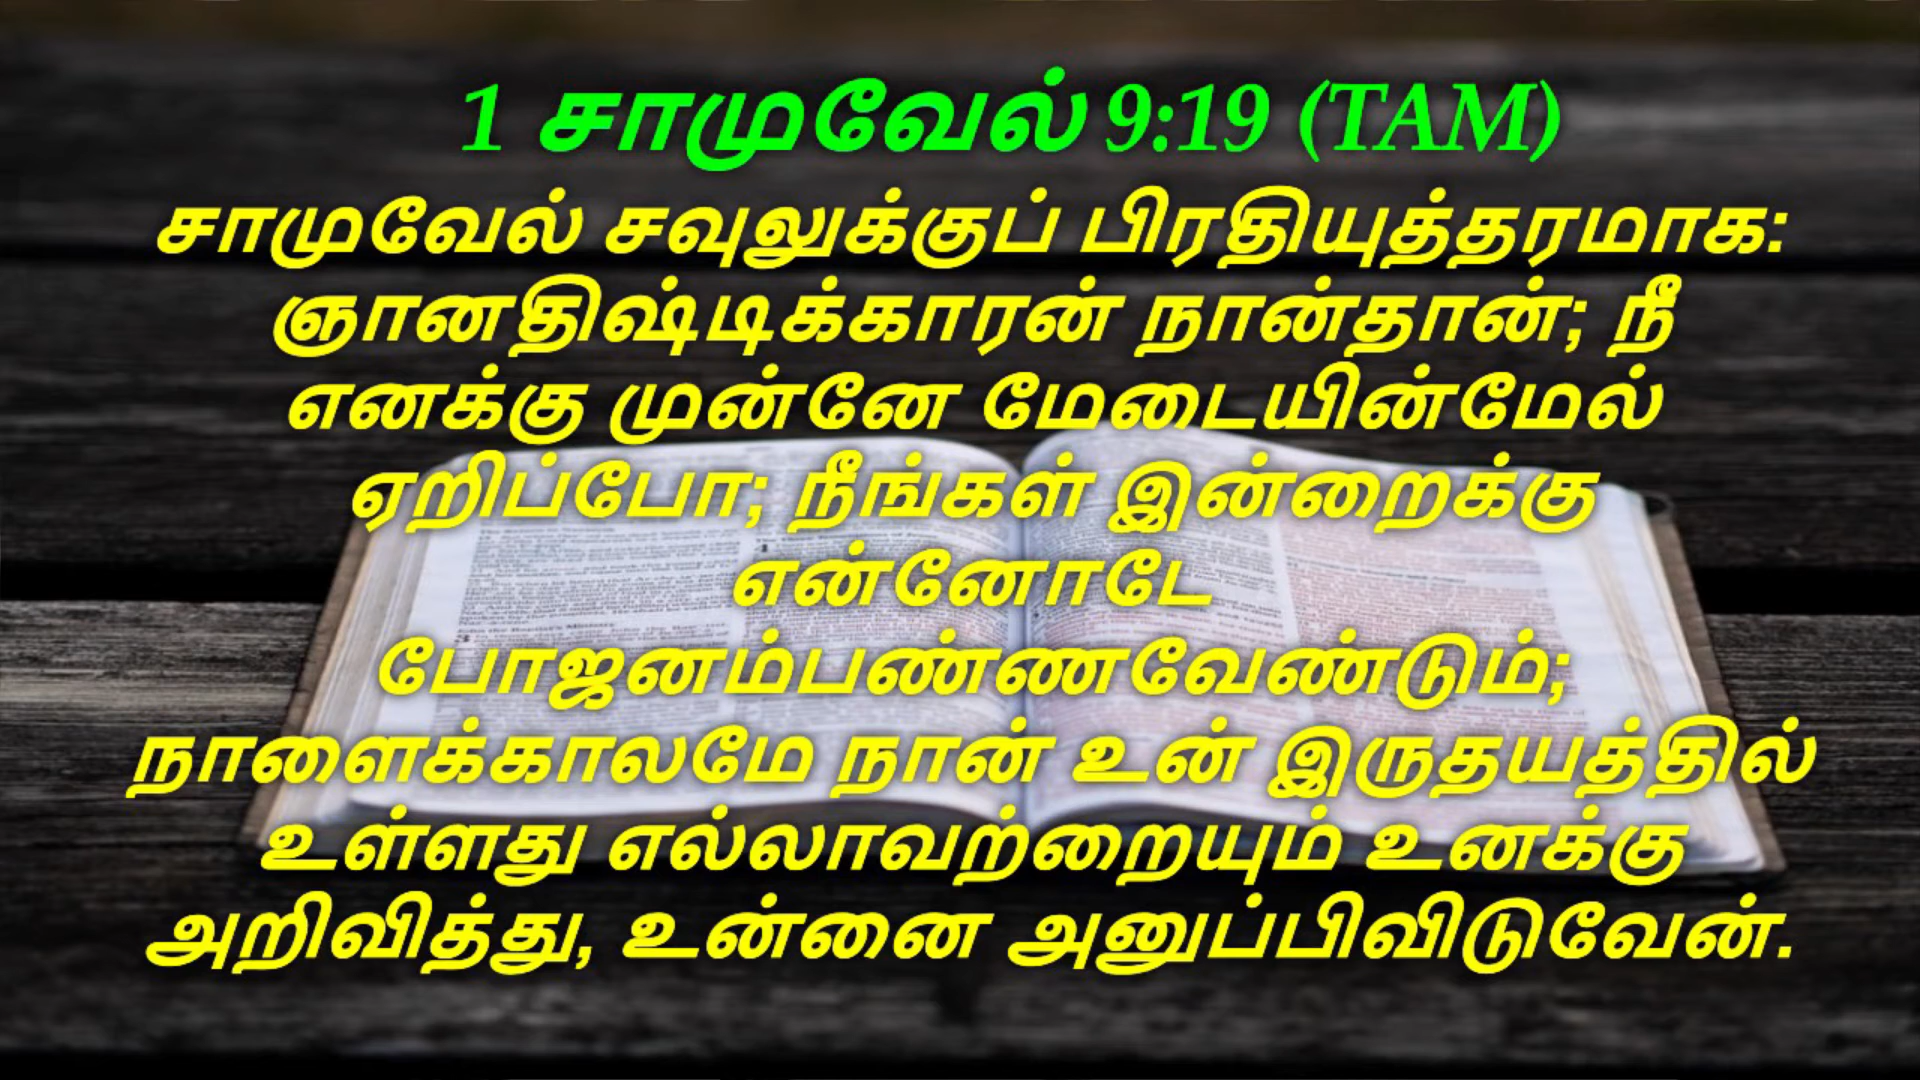 1 சாமுவேல் 9:19 (TAM)
சாமுவேல் சவுலுக்குப் பிரதியுத்தரமாக:
ஞானதிஷ்டிக்காரன் நான்தான்; நீ
எனக்கு முன்னே மேடையின்மேல்
ஏறிப்போ; நீங்கள் இன்றைக்கு
என்னோடே
போஜனம்பண்ணவேண்டும்;
நாளைக்காலமே நான் உன் இருதயத்தில்
உள்ளது எல்லாவற்றையும் உனக்கு
அறிவித்து, உன்னை அனுப்பிவிடுவேன்.